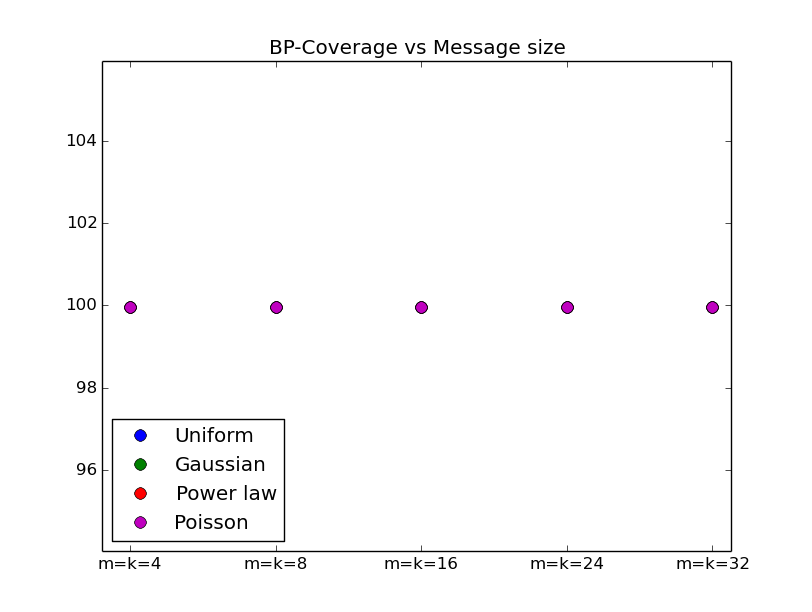 BP-Coverage vs Message size
104
102
100
98
96
Uniform
Gaussian
Power law
Poisson
m=k=4 m=k=8 m=k=16 m=k=24 m=k=32